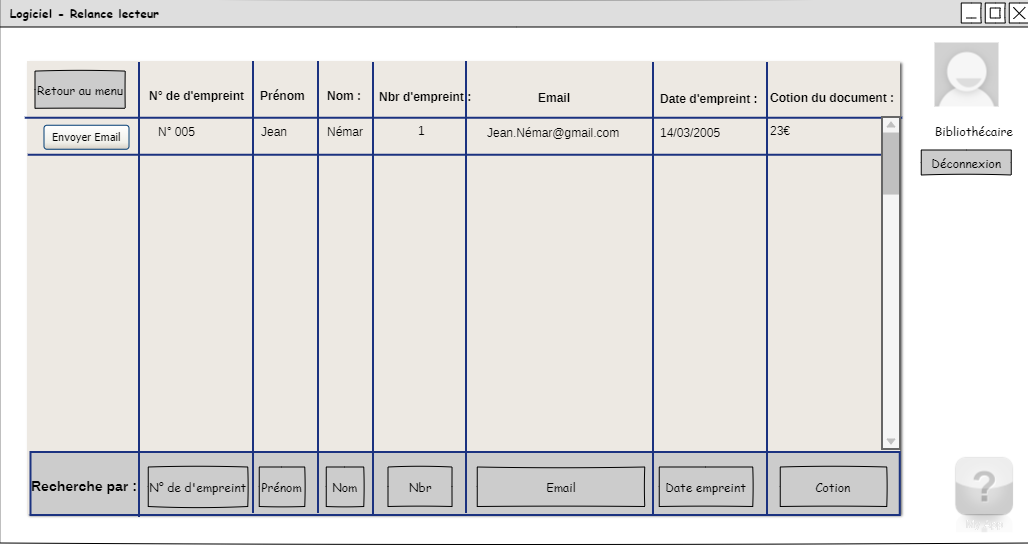 Logiciel - Relance lecteur
Retour au menu
N° de d'empreint
Prénom
Nom :
Nbr d'empreint :
Email
Date d'empreint :
Cotion du document :
Envoyer Email
N° 005
Jean
Némar
1
Jean.Némar@gmail.com
14/03/2005
23€
Bibliothécaire
Déconnexion
Recherche par :
N° de d'empreint
Prénom
Nom
Nbr
Email
Date empreint
Cotion
?